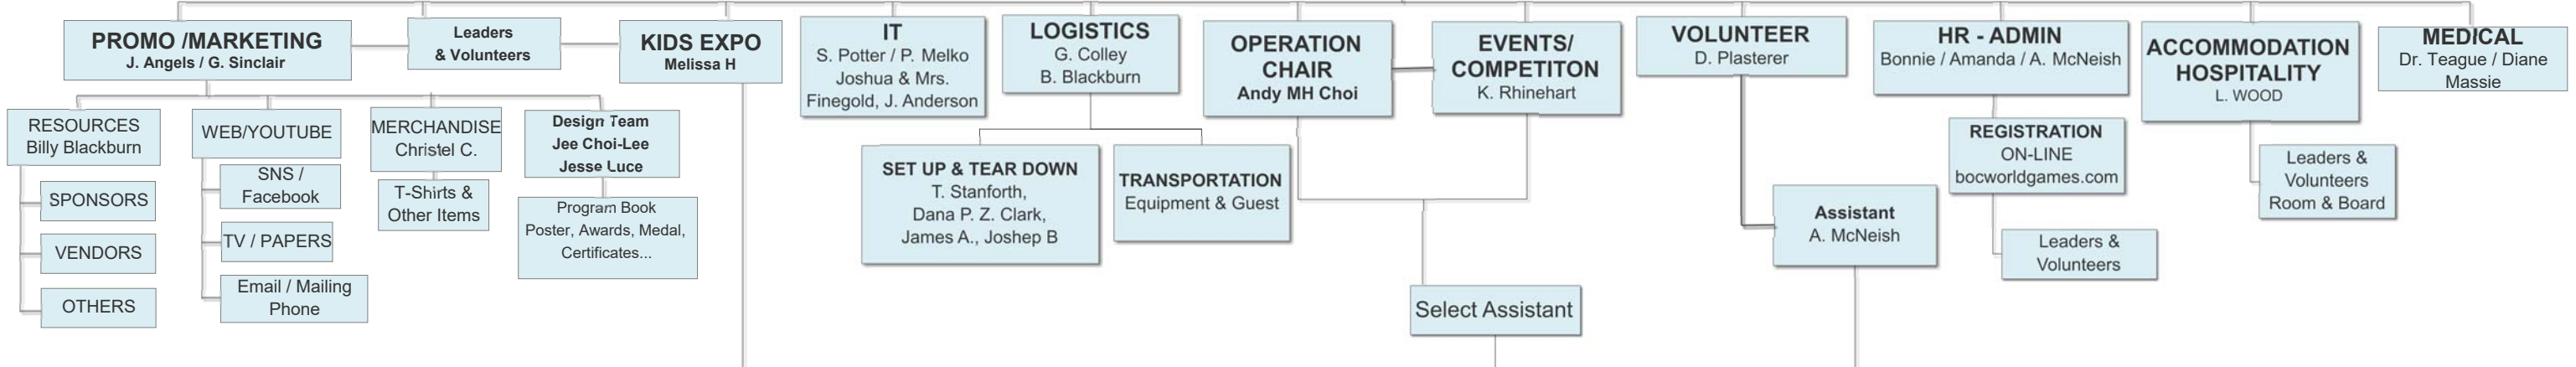 PROMO /MARKETING
J. Angels / G. Sinclair
Leaders
& Volunteers
KIDS EXPO
Melissa H
IT
S. Potter / P. Melko
Joshua & Mrs.
Finegold, J. Anderson
LOGISTICS
G. Colley
B. Blackburn
OPERATION
CHAIR
Andy MH Choi
EVENTS/
COMPETITON
K. Rhinehart
VOLUNTEER
D. Plasterer
HR - ADMIN
Bonnie / Amanda / A. McNeish
ACCOMMODATION
HOSPITALITY
L. WOOD
MEDICAL
Dr. Teague / Diane
Massie
RESOURCES
Billy Blackburn
SPONSORS
VENDORS
OTHERS
WEB/YOUTUBE
SNS /
Facebook
TV / PAPERS
Email / Mailing
Phone
MERCHANDISE
Christel C.
T-Shirts &
Other Items
Design Team
Jee Choi-Lee
Jesse Luce
Program Book
Poster, Awards, Medal,
Certificates...
SET UP & TEAR DOWN
T. Stanforth,
Dana P. Z. Clark,
James A., Joshep B
TRANSPORTATION
Equipment & Guest
Select Assistant
Assistant
A. McNeish
REGISTRATION
ON-LINE
bocworldgames.com
Leaders &
Volunteers
Leaders &
Volunteers
Room & Board